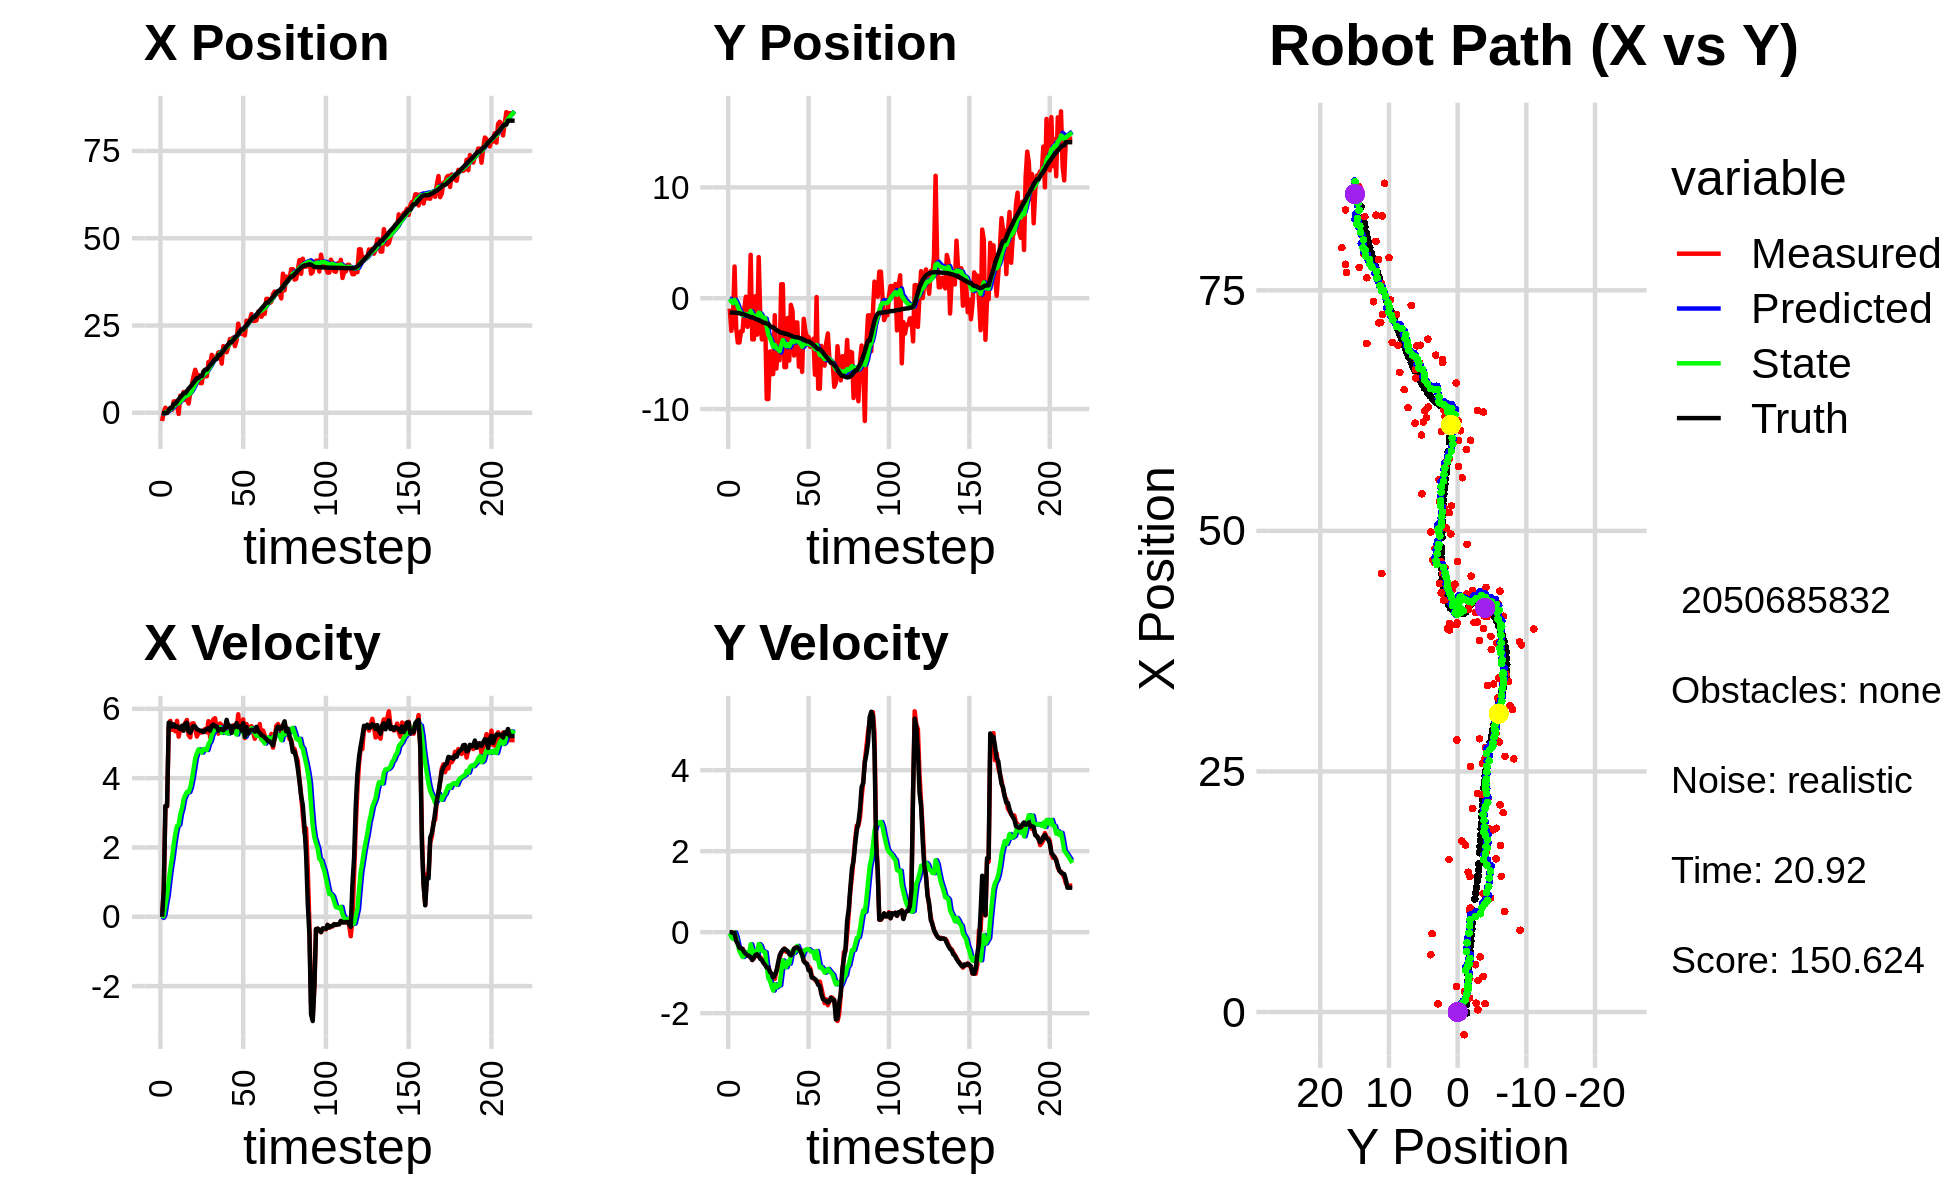 X Position
75
50
25
0
0
50
100
150
200
timestep
Y Position
10
0
-10
0
50
100
150
200
timestep
X Velocity
6
4
2
0
-2
0
50
100
150
200
timestep
Y Velocity
4
2
0
-2
0
50
100
150
200
timestep
Robot Path (X vs Y)
X Position
75
50
25
0
20
10
0
-10
-20
Y Position
variable
Measured
Predicted
State
Truth
2050685832
Obstacles: none
Noise: realistic
Time: 20.92
Score: 150.624